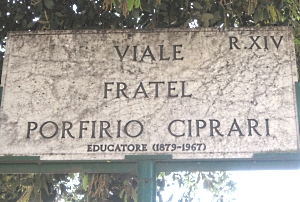 VIALE R.XIV
FRATEL
PORFIRIO CIPRARI
EDUCATORE (1879-1967)